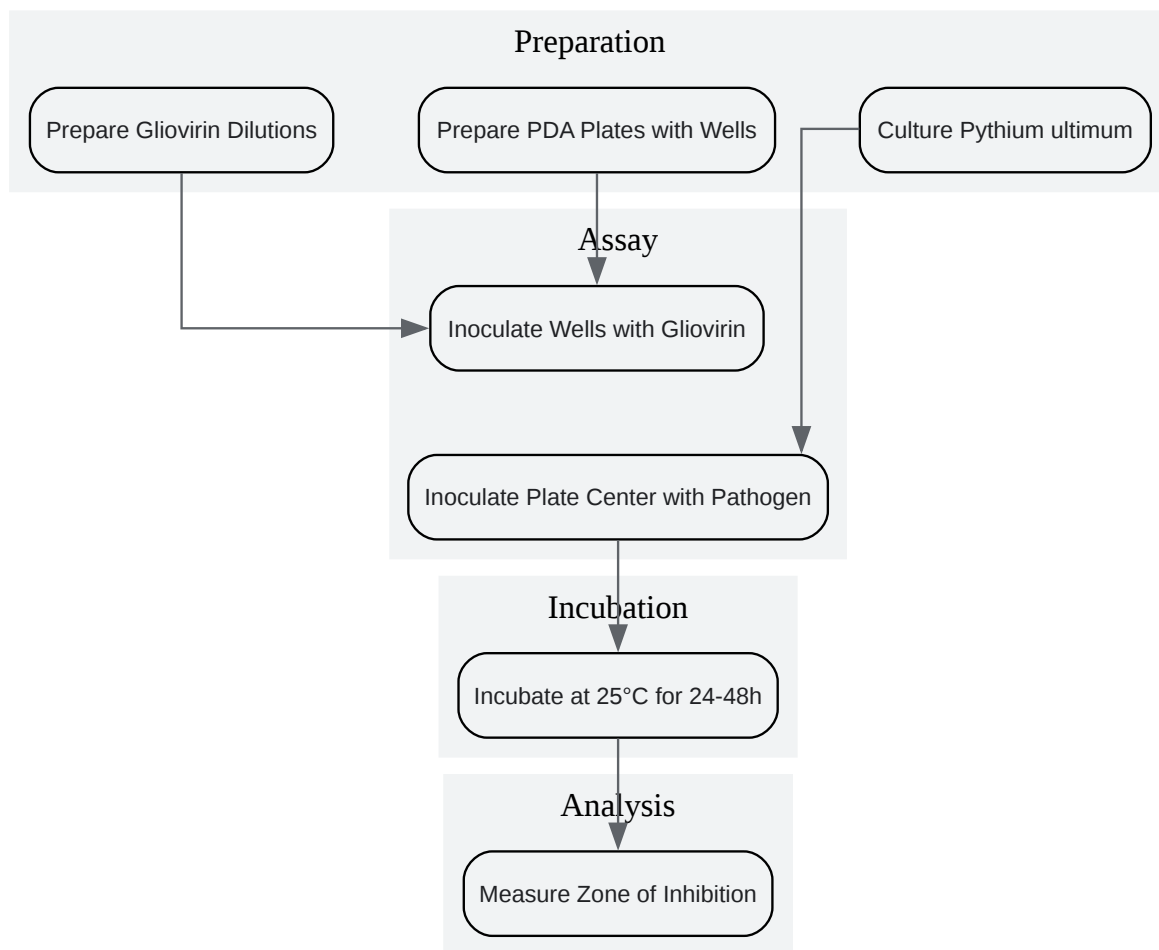 Preparation
Prepare Gliovirin Dilutions
Prepare PDA Plates with Wells
Culture Pythium ultimum
Assay
Inoculate Wells with Gliovirin
Inoculate Plate Center with Pathogen
Incubation
Incubate at 25°C for 24-48h
Analysis
Measure Zone of Inhibition